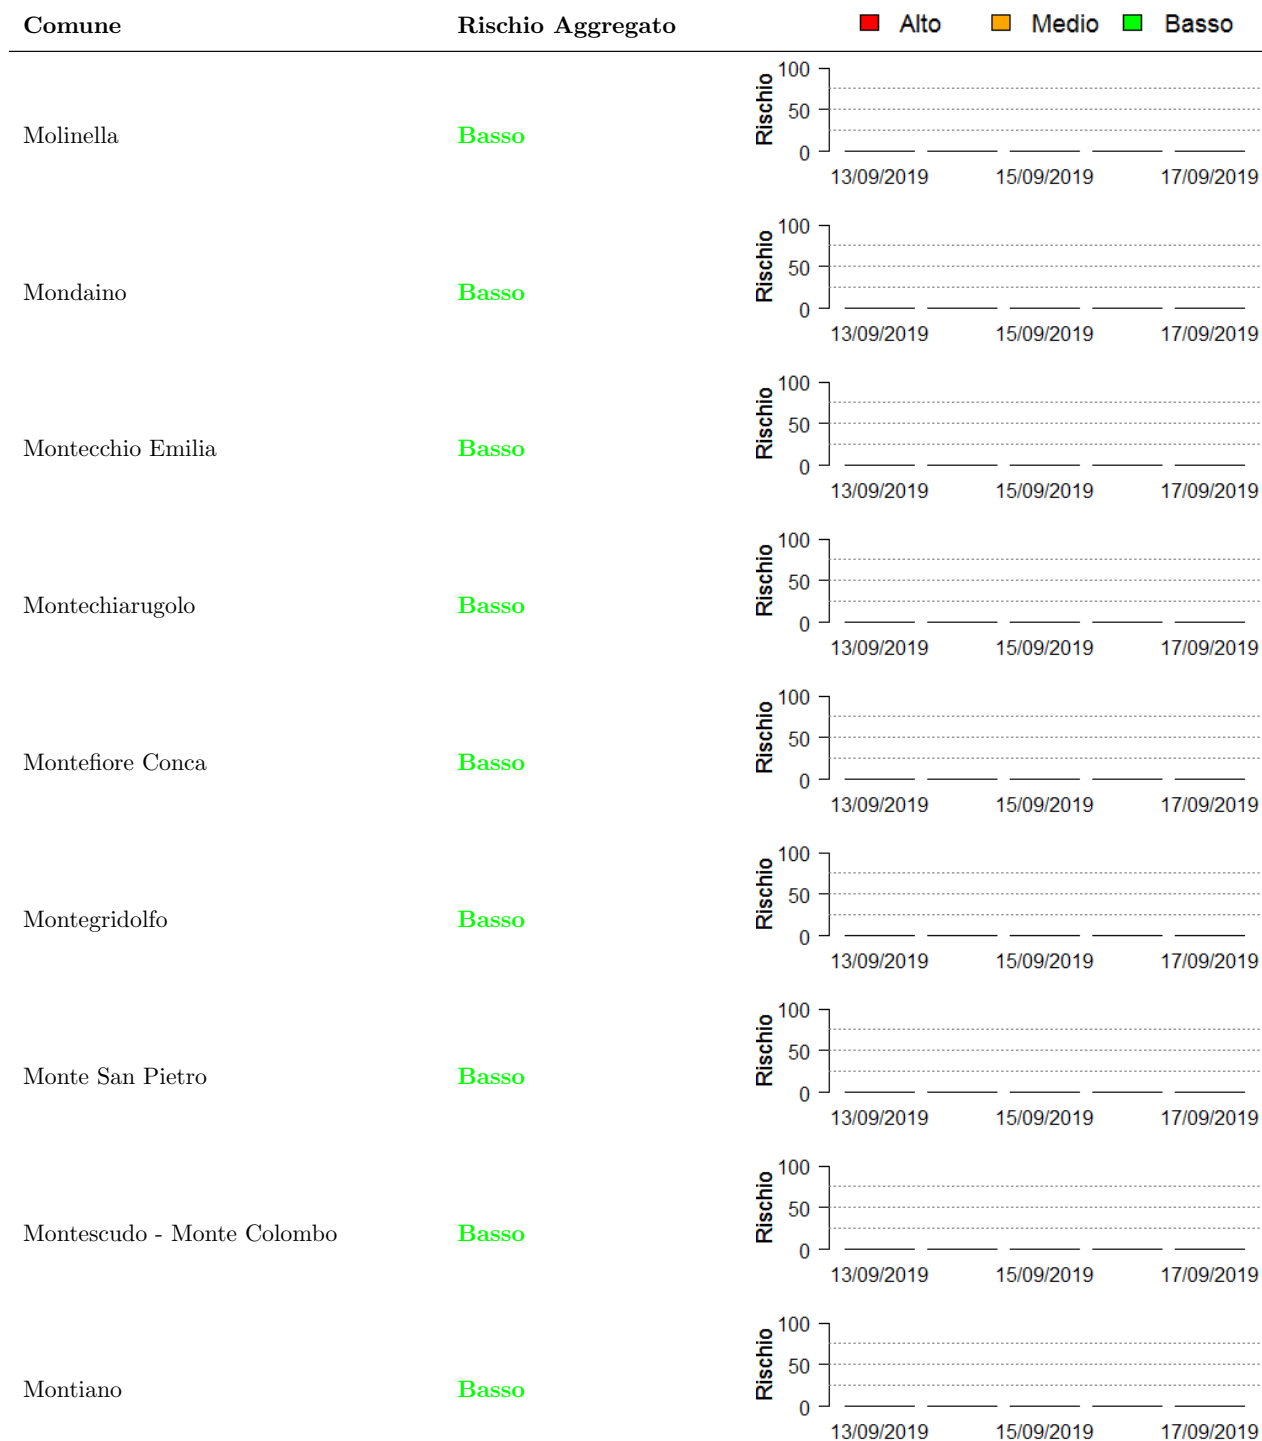 Comune Rischio Aggregato Alto Medio Basso
100
50
0
Rischio
Molinella Basso
13/09/2019 15/09/2019 17/09/2019
100
50
0
Rischio
Mondaino Basso
13/09/2019 15/09/2019 17/09/2019
100
50
0
Rischio
Montecchio Emilia Basso
13/09/2019 15/09/2019 17/09/2019
100
50
0
Rischio
Montechiarugolo Basso
13/09/2019 15/09/2019 17/09/2019
100
50
0
Rischio
Montefiore Conca Basso
13/09/2019 15/09/2019 17/09/2019
100
50
0
Rischio
Montegridolfo Basso
13/09/2019 15/09/2019 17/09/2019
100
50
0
Rischio
Monte San Pietro Basso
13/09/2019 15/09/2019 17/09/2019
100
50
0
Rischio
Montescudo - Monte Colombo Basso
13/09/2019 15/09/2019 17/09/2019
100
50
0
Rischio
Montiano Basso
13/09/2019 15/09/2019 17/09/2019